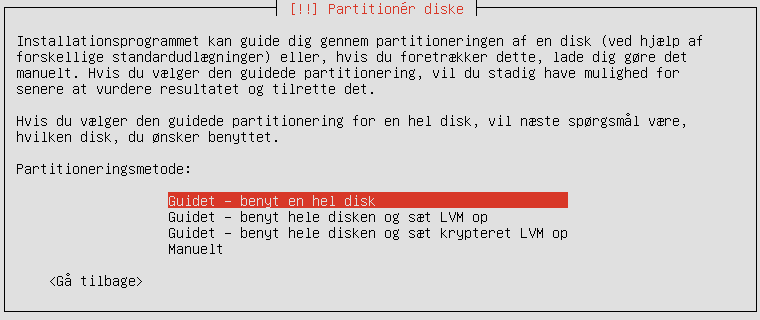 [!!] Partitionér diske
Installationsprogrammet kan guide dig gennem partitioneringen af en disk (ved hjælp af
forskellige standardudlægninger) eller, hvis du foretrækker dette, lade dig gøre det
manuelt. Hvis du vælger den guidede partitionering, vil du stadig have mulighed for
senere at vurdere resultatet og tilrette det.
Hvis du vælger den guidede partitionering for en hel disk, vil næste spørgsmål være,
hvilken disk, du ønsker benyttet.
Partitioneringsmetode:
Guidet - benyt en hel disk
Guidet - benyt hele disken og sæt LVM op
Guidet - benyt hele disken og sæt krypteret LVM op
Manuelt
<Gå tilbage>